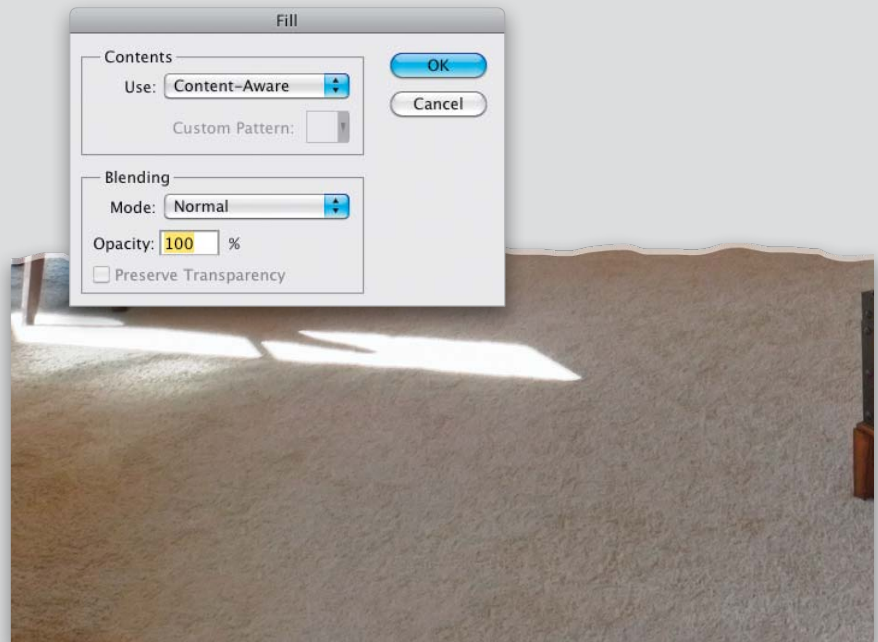 Fill
Contents
Use: Content-Aware
Custom Pattern:
OK
Cancel
Blending
Mode: Normal
Opacity: 100 %
Preserve Transparency